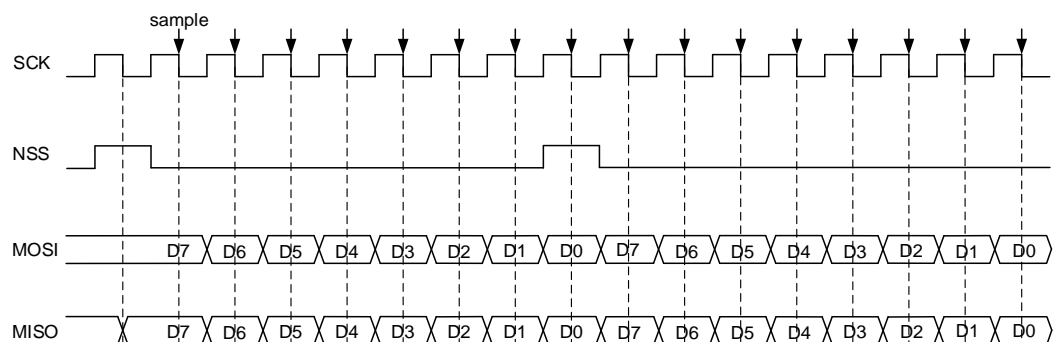 sample
SCK
NSS
MOSI D7 D6 D5 D4 D3 D2 D1 D0 D7 D6 D5 D4 D3 D2 D1 D0
MISO D7 D6 D5 D4 D3 D2 D1 D0 D7 D6 D5 D4 D3 D2 D1 D0